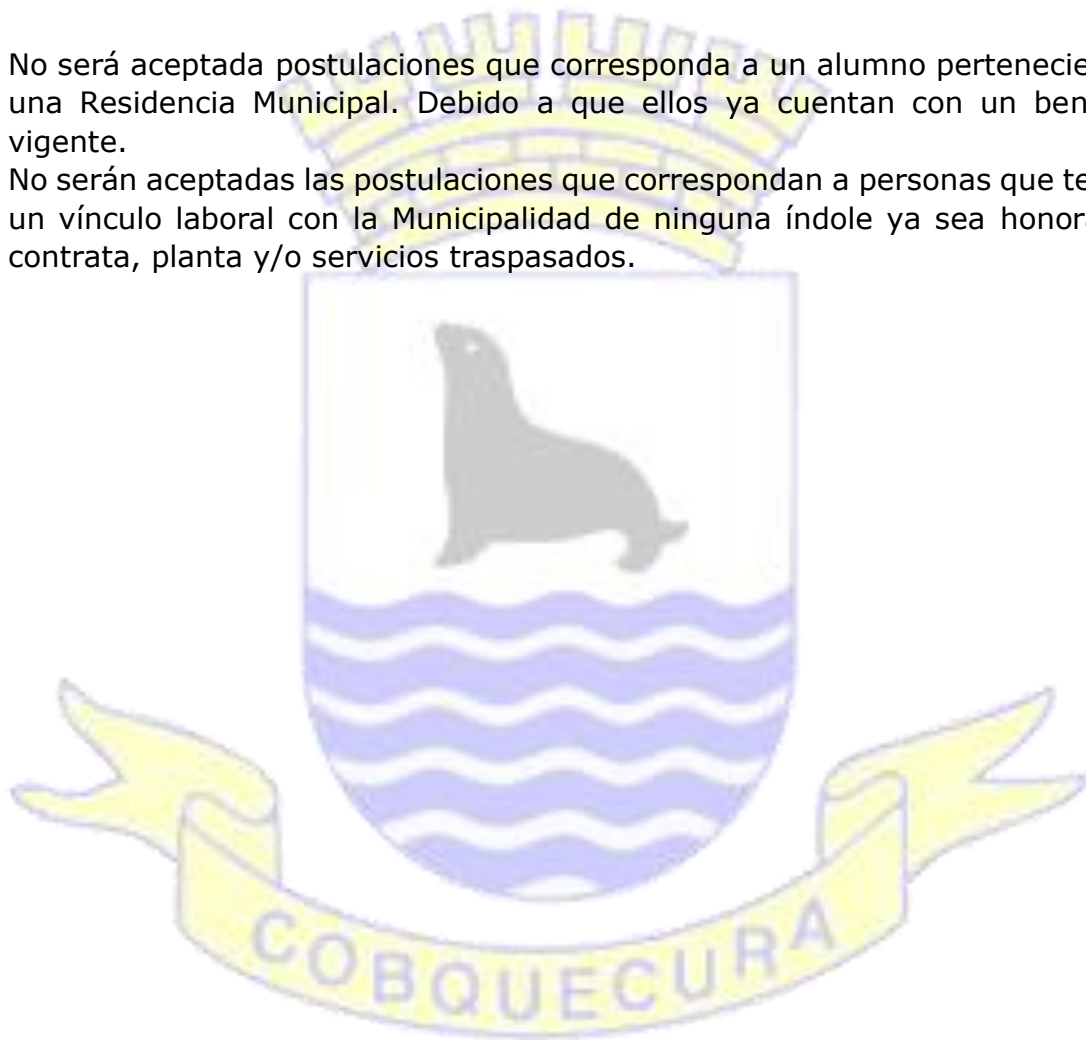 No será aceptada postulaciones que corresponda a un alumno pertenecie
una Residencia Municipal. Debido a que ellos ya cuentan con un ben
vigente.
No serán aceptadas las postulaciones que correspondan a personas que te
un vínculo laboral con la Municipalidad de ninguna índole ya sea honora
contrata, planta y/o servicios traspasados.
COBQUECURA